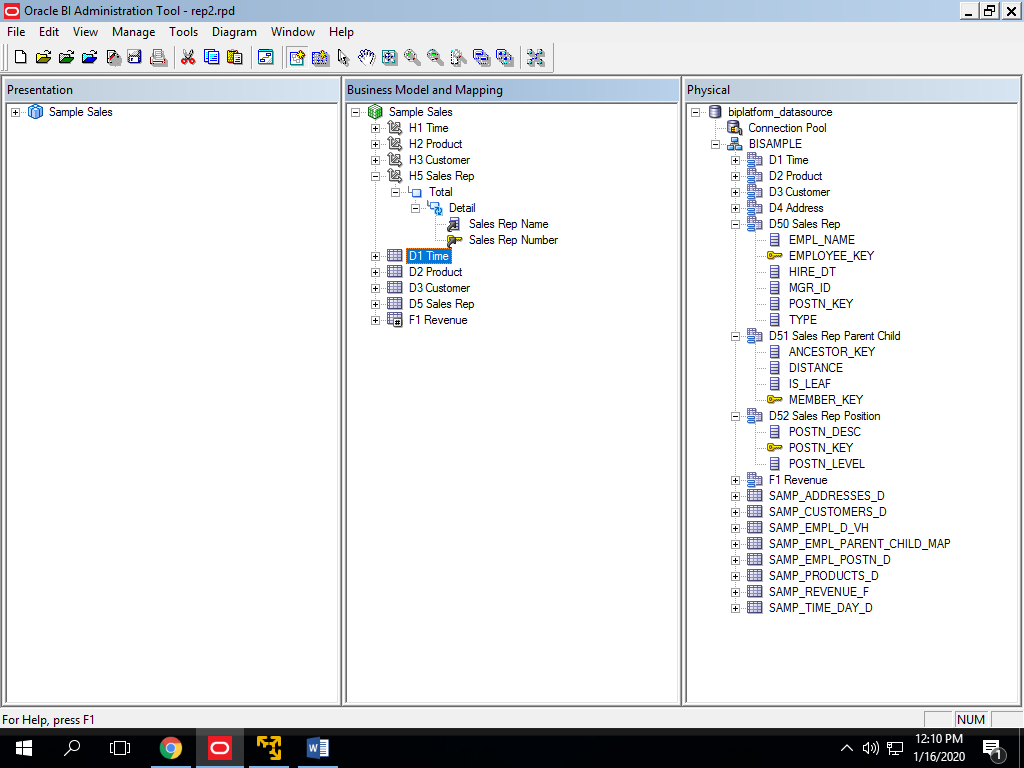 Oracle BI Administration Tool - rep2.rpd
File Edit View Manage Tools Diagram Window Help
Presentation
Sample Sales
Business Model and Mapping
Sample Sales
H1 Time
H2 Product
H3 Customer
H5 Sales Rep
Total
Detail
Sales Rep Name
Sales Rep Number
D1 Time
D2 Product
D3 Customer
D5 Sales Rep
F1 Revenue
Physical
biplatform_datasource
Connection Pool
BISAMPLE
D1 Time
D2 Product
D3 Customer
D4 Address
D50 Sales Rep
EMPL_NAME
EMPLOYEE_KEY
HIRE_DT
MGR_ID
POSTN_KEY
TYPE
D51 Sales Rep Parent Child
ANCESTOR_KEY
DISTANCE
IS_LEAF
MEMBER_KEY
D52 Sales Rep Position
POSTN_DESC
POSTN_KEY
POSTN_LEVEL
F1 Revenue
SAMP_ADDRESSES_D
SAMP_CUSTOMERS_D
SAMP_EMPL_D_VH
SAMP_EMPL_PARENT_CHILD_MAP
SAMP_EMPL_POSTN_D
SAMP_PRODUCTS_D
SAMP_REVENUE_F
SAMP_TIME_DAY_D
For Help, press F1
NUM
12:10 PM
1/16/2020
1